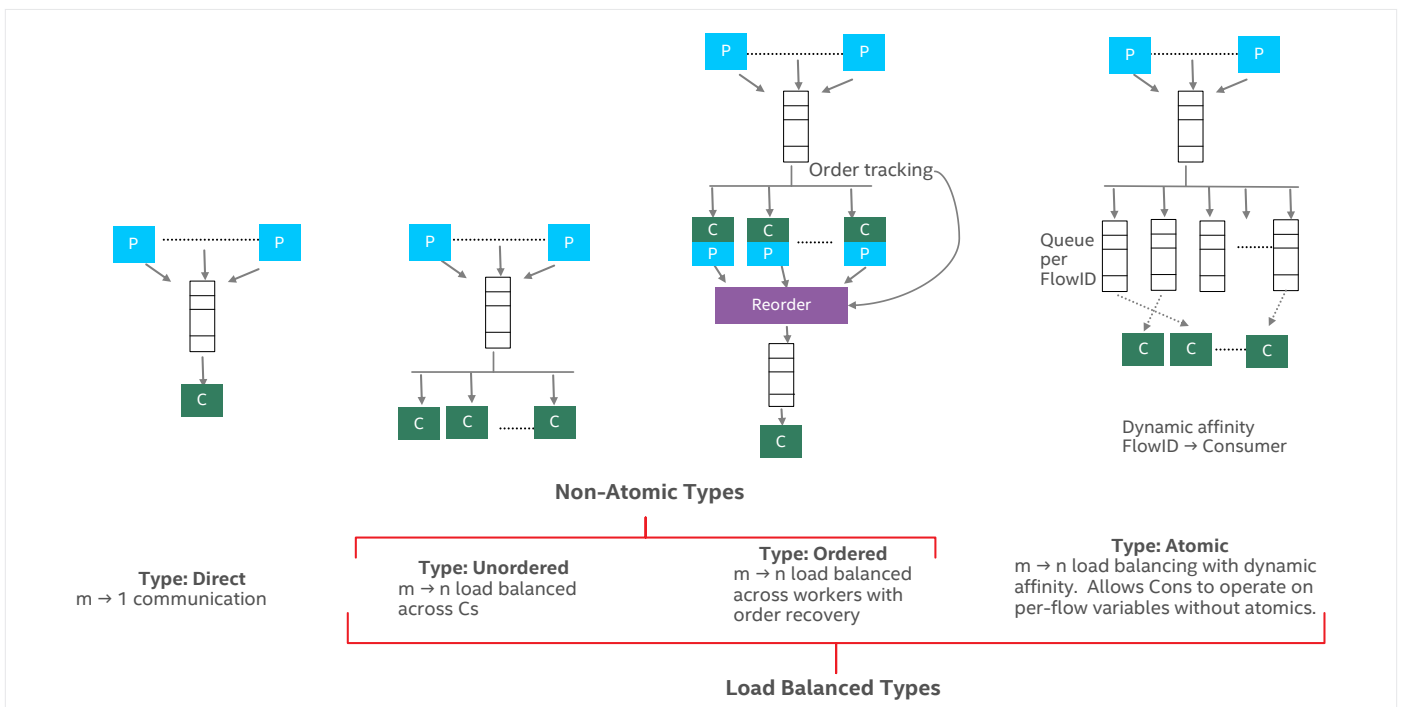 P P
P P
Order tracking
C C C
P P P
Reorder
C
P P
Queue
per
FlowID
C C C
Dynamic affinity
FlowID → Consumer
P P
C
P P
C C C
Non-Atomic Types
Type: Direct
m → 1 communication
Type: Unordered
m → n load balanced
across Cs
Type: Ordered
m → n load balanced
across workers with
order recovery
Type: Atomic
m → n load balancing with dynamic
affinity. Allows Cons to operate on
per-flow variables without atomics.
Load Balanced Types